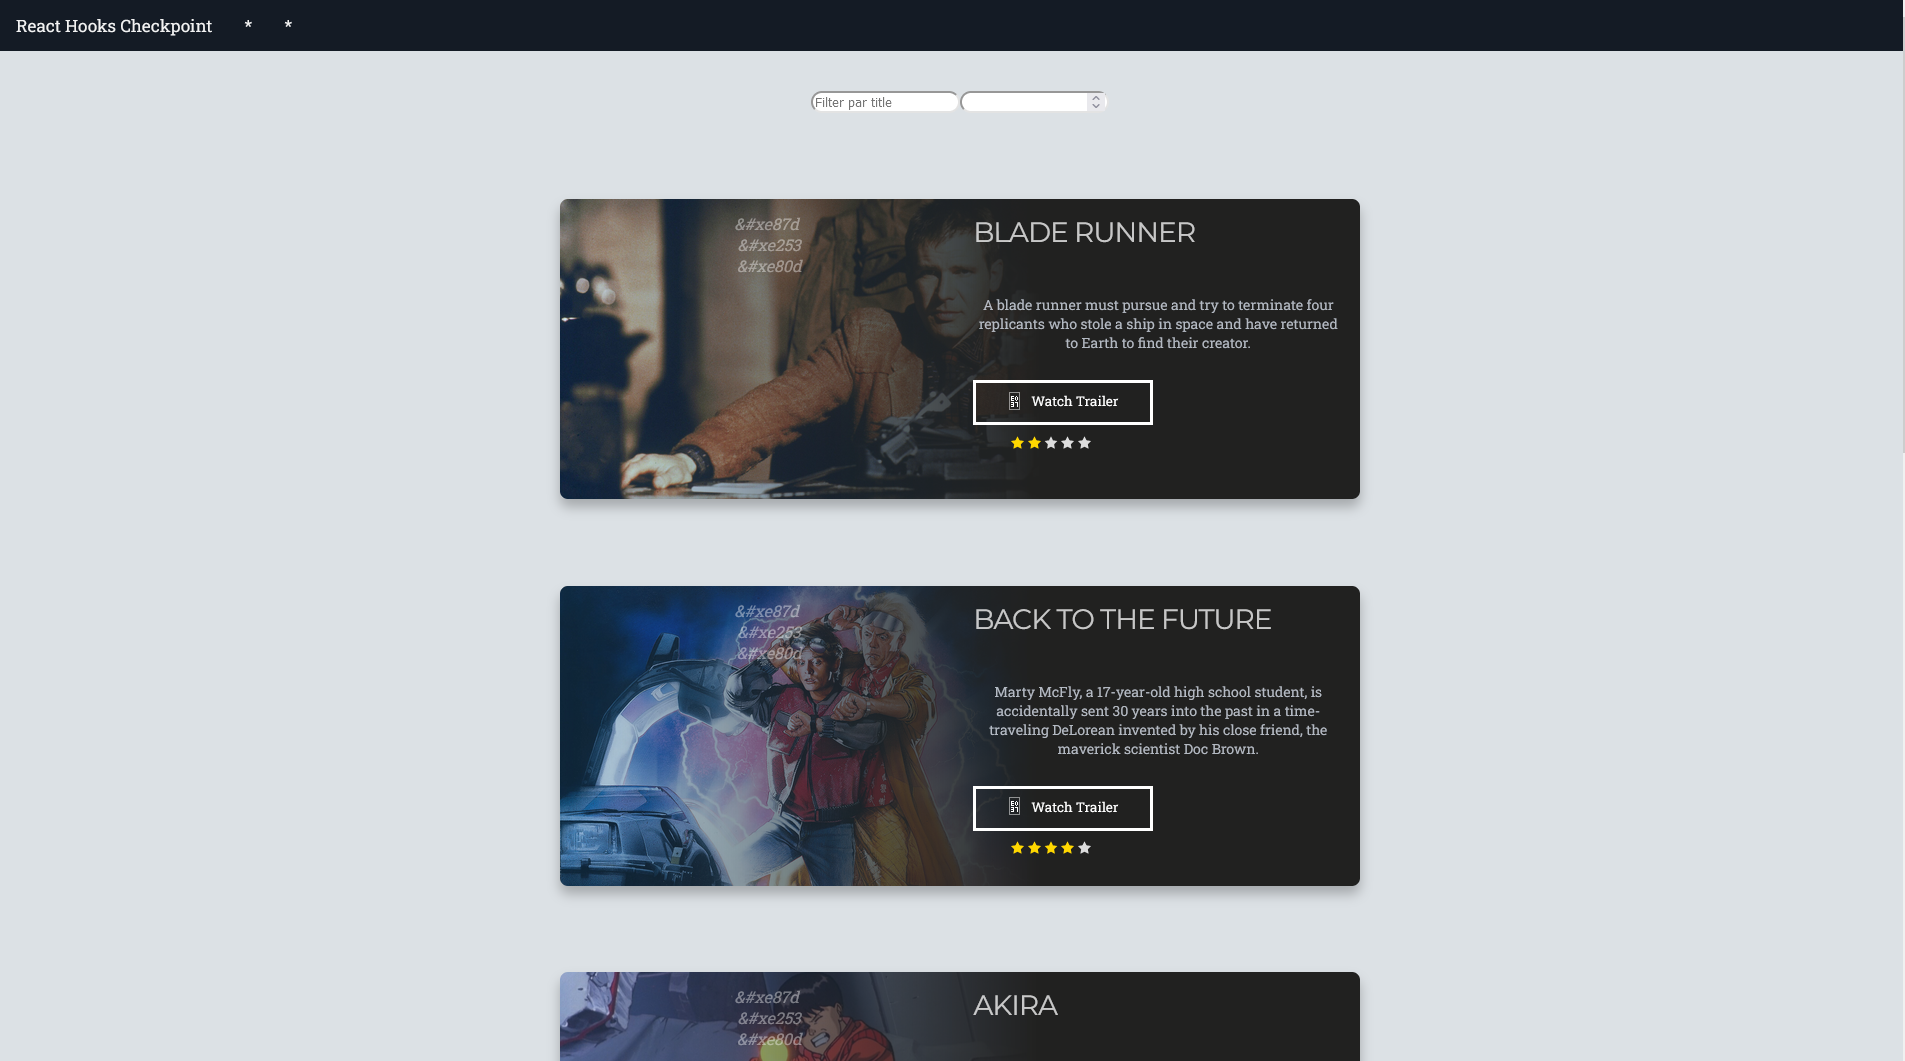 React Hooks Checkpoint * *
Filter par title
&#xe87d
&#xe253
&#xe80d
BLADE RUNNER
A blade runner must pursue and try to terminate four
replicants who stole a ship in space and have returned
to Earth to find their creator.
Watch Trailer
&#xe87d
&#xe253
&#xe80d
BACK TO THE FUTURE
Marty McFly, a 17-year-old high school student, is
accidentally sent 30 years into the past in a time-
traveling DeLorean invented by his close friend, the
maverick scientist Doc Brown.
Watch Trailer
&#xe87d
&#xe253
&#xe80d
AKIRA